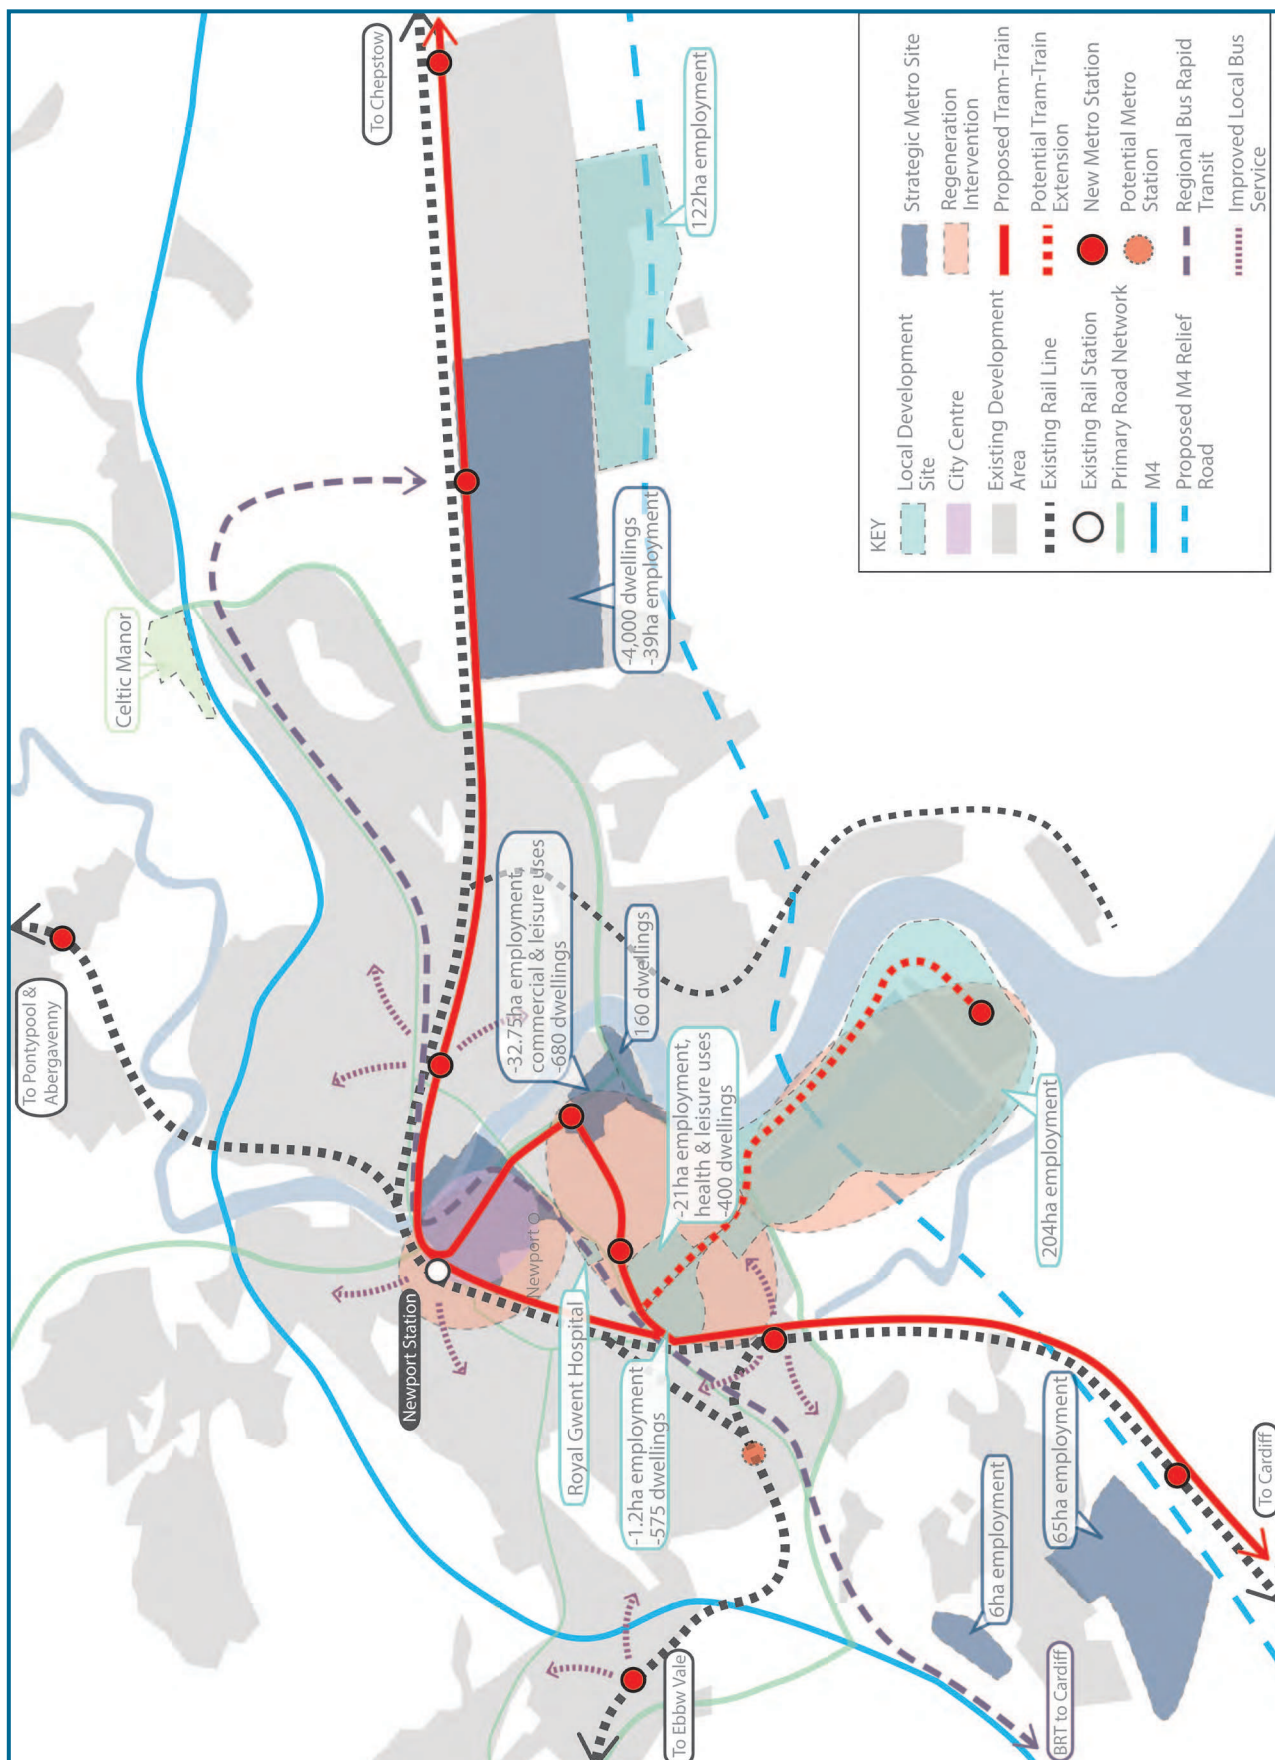 To Pontypool &
Abergavenny
Celtic Manor
To Chepstow
Newport Station
Newport
Royal Gwent Hospital
-32.75ha employment,
commercial & leisure uses
-680 dwellings
160 dwellings
-4,000 dwellings
-39ha employment
122ha employment
-1.2ha employment
-575 dwellings
-21ha employment,
health & leisure uses
-400 dwellings
To Ebbw Vale
6ha employment
65ha employment
204ha employment
BRT to Cardiff
To Cardiff
KEY
Local Development
Site
City Centre
Existing Development
Area
Existing Rail Line
Existing Rail Station
Primary Road Network
M4
Proposed M4 Relief
Road
Strategic Metro Site
Regeneration
Intervention
Proposed Tram-Train
Potential Tram-Train
Extension
New Metro Station
Potential Metro
Station
Regional Bus Rapid
Transit
Improved Local Bus
Service